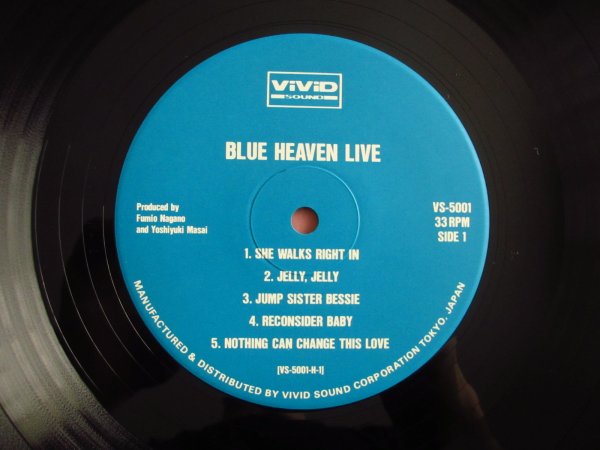 ViViD
SOUND
BLUE HEAVEN LIVE
Produced by
Fumio Nagano
and Yoshiyuki Masai
VS-5001
33 RPM
SIDE 1
1. SHE WALKS RIGHT IN
2. JELLY, JELLY
3. JUMP SISTER BESSIE
4. RECONSIDER BABY
5. NOTHING CAN CHANGE THIS LOVE
[VS-5001-H-1]
MANUFACTURED & DISTRIBUTED BY VIVID SOUND CORPORATION TOKYO, JAPAN